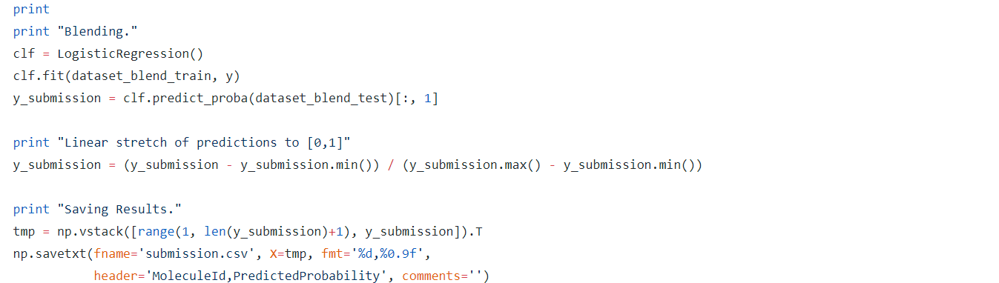 print
print "Blending."
clf = LogisticRegression()
clf.fit(dataset_blend_train, y)
y_submission = clf.predict_proba(dataset_blend_test)[:, 1]
print "Linear stretch of predictions to [0,1]"
y_submission = (y_submission - y_submission.min()) / (y_submission.max() - y_submission.min())
print "Saving Results."
tmp = np.vstack([range(1, len(y_submission)+1), y_submission]).T
np.savetxt(fname='submission.csv', X=tmp, fmt='%d,%0.9f',
header='MoleculeId,PredictedProbability', comments='')